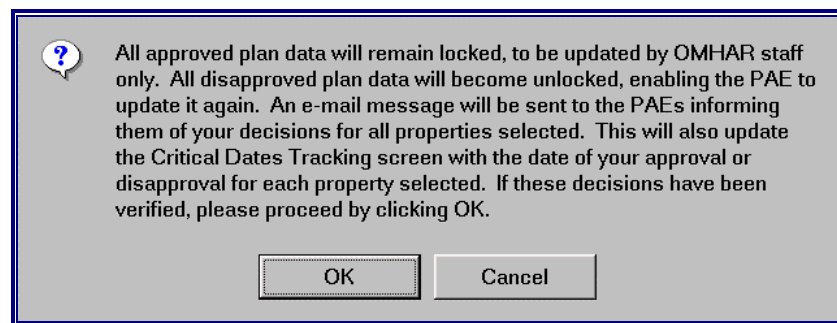 ?
All approved plan data will remain locked, to be updated by OMHAR staff
only. All disapproved plan data will become unlocked, enabling the PAE to
update it again. An e-mail message will be sent to the PAEs informing
them of your decisions for all properties selected. This will also update
the Critical Dates Tracking screen with the date of your approval or
disapproval for each property selected. If these decisions have been
verified, please proceed by clicking OK.
OK Cancel